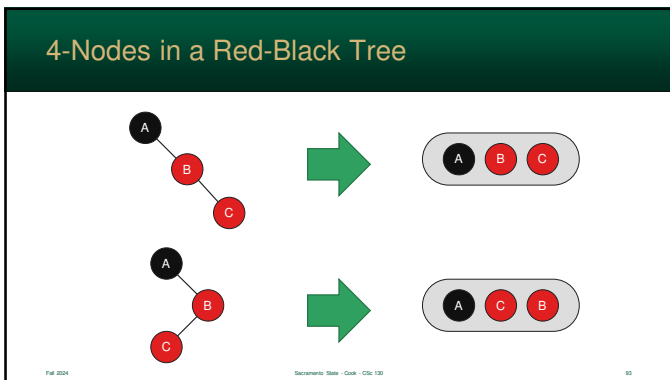 4-Nodes in a Red-Black Tree
A
B
C
A B C
A
B
C
A C B
Fall 2024
Sacramento State - Cook - CSc 130
93